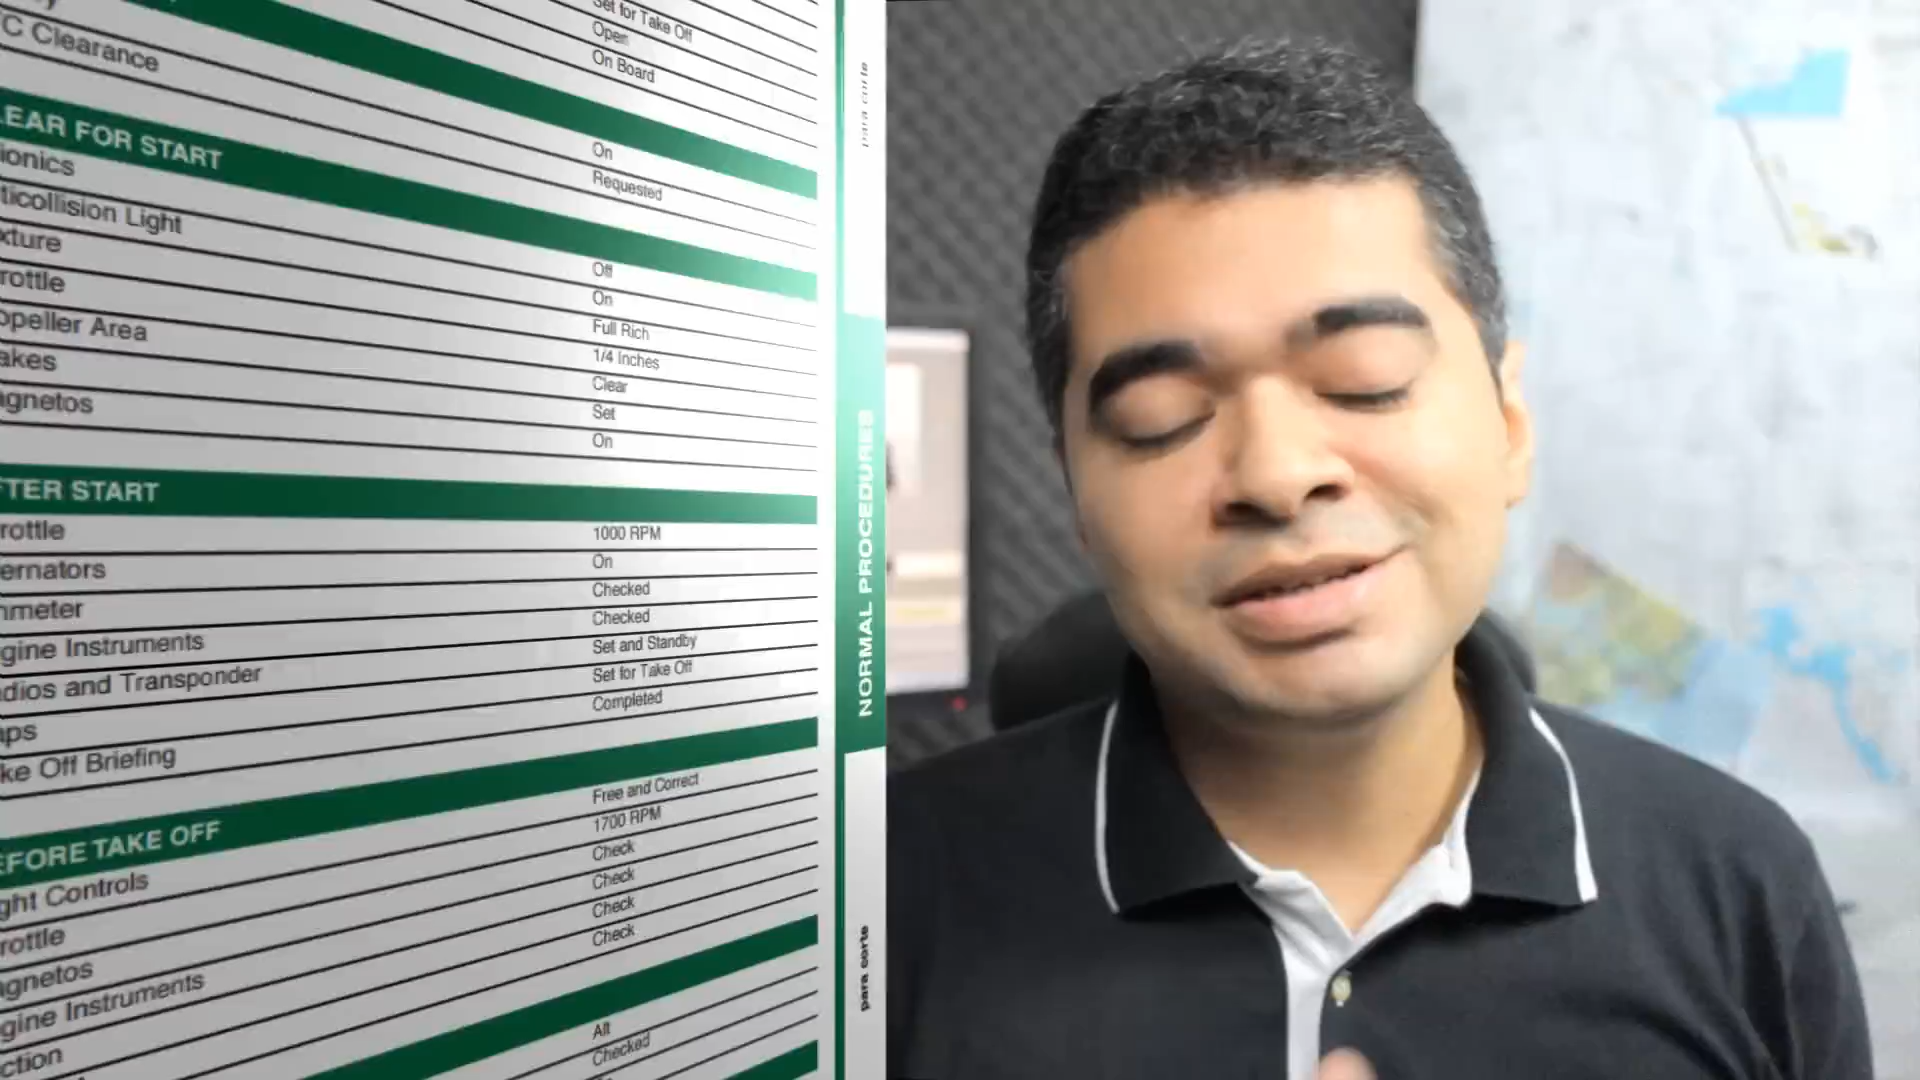 Set for Take Off
Open
On Board
On
C Clearance Requested
LEAR FOR START
ionics Off
ticollision Light On
xture Full Rich
rottle 1/4 Inches
opeller Area Clear
akes Set
agnetos On
FTER START
rottle 1000 RPM
ernators On
mmeter Checked
gine Instruments Checked
dios and Transponder Set and Standby
aps Set for Take Off
ke Off Briefing Completed
EFORE TAKE OFF
ght Controls Free and Correct
rottle 1700 RPM
agnetos Check
gine Instruments Check
ction Check
Check
Aft
Checked
para corte
NORMAL PROCEDURES
para corte